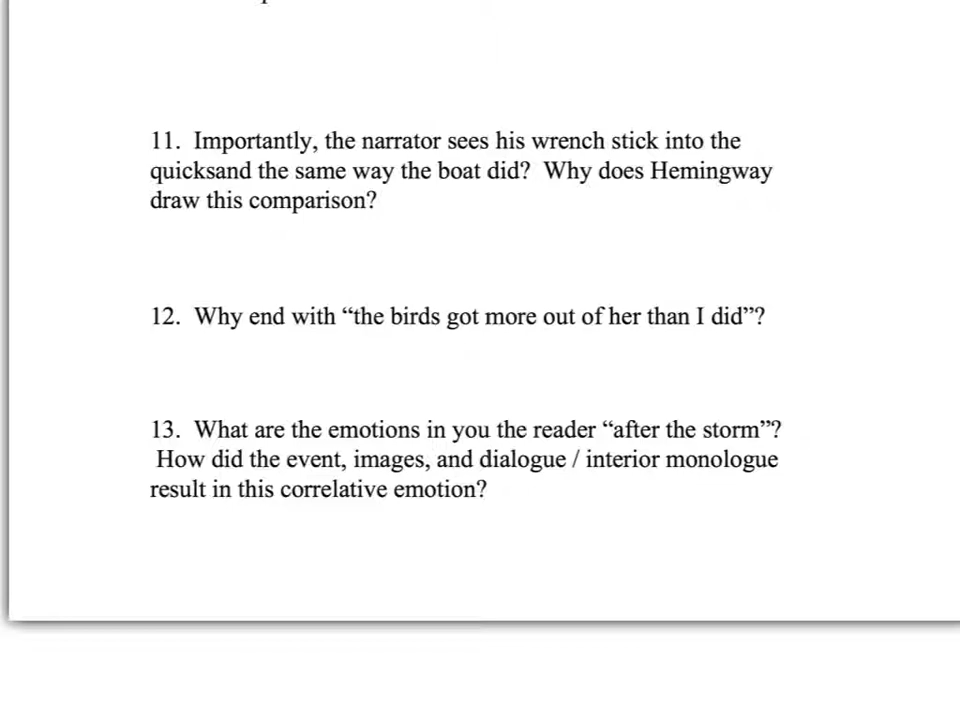 11. Importantly, the narrator sees his wrench stick into the
quicksand the same way the boat did? Why does Hemingway
draw this comparison?
12. Why end with “the birds got more out of her than I did”?
13. What are the emotions in you the reader “after the storm”?
How did the event, images, and dialogue / interior monologue
result in this correlative emotion?